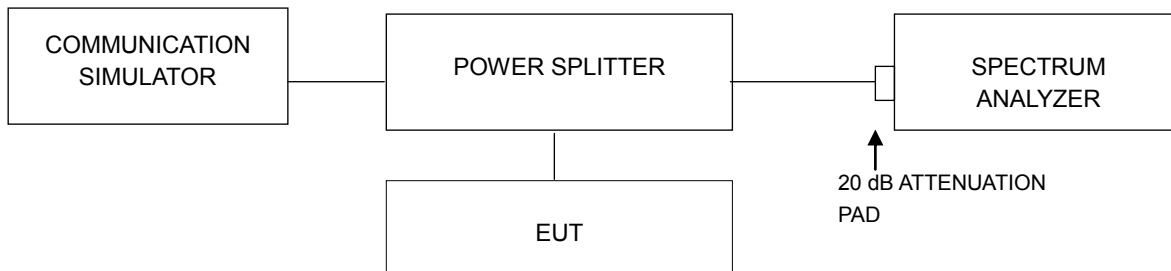 COMMUNICATION
SIMULATOR
POWER SPLITTER
SPECTRUM
ANALYZER
20 dB ATTENUATION
PAD
EUT